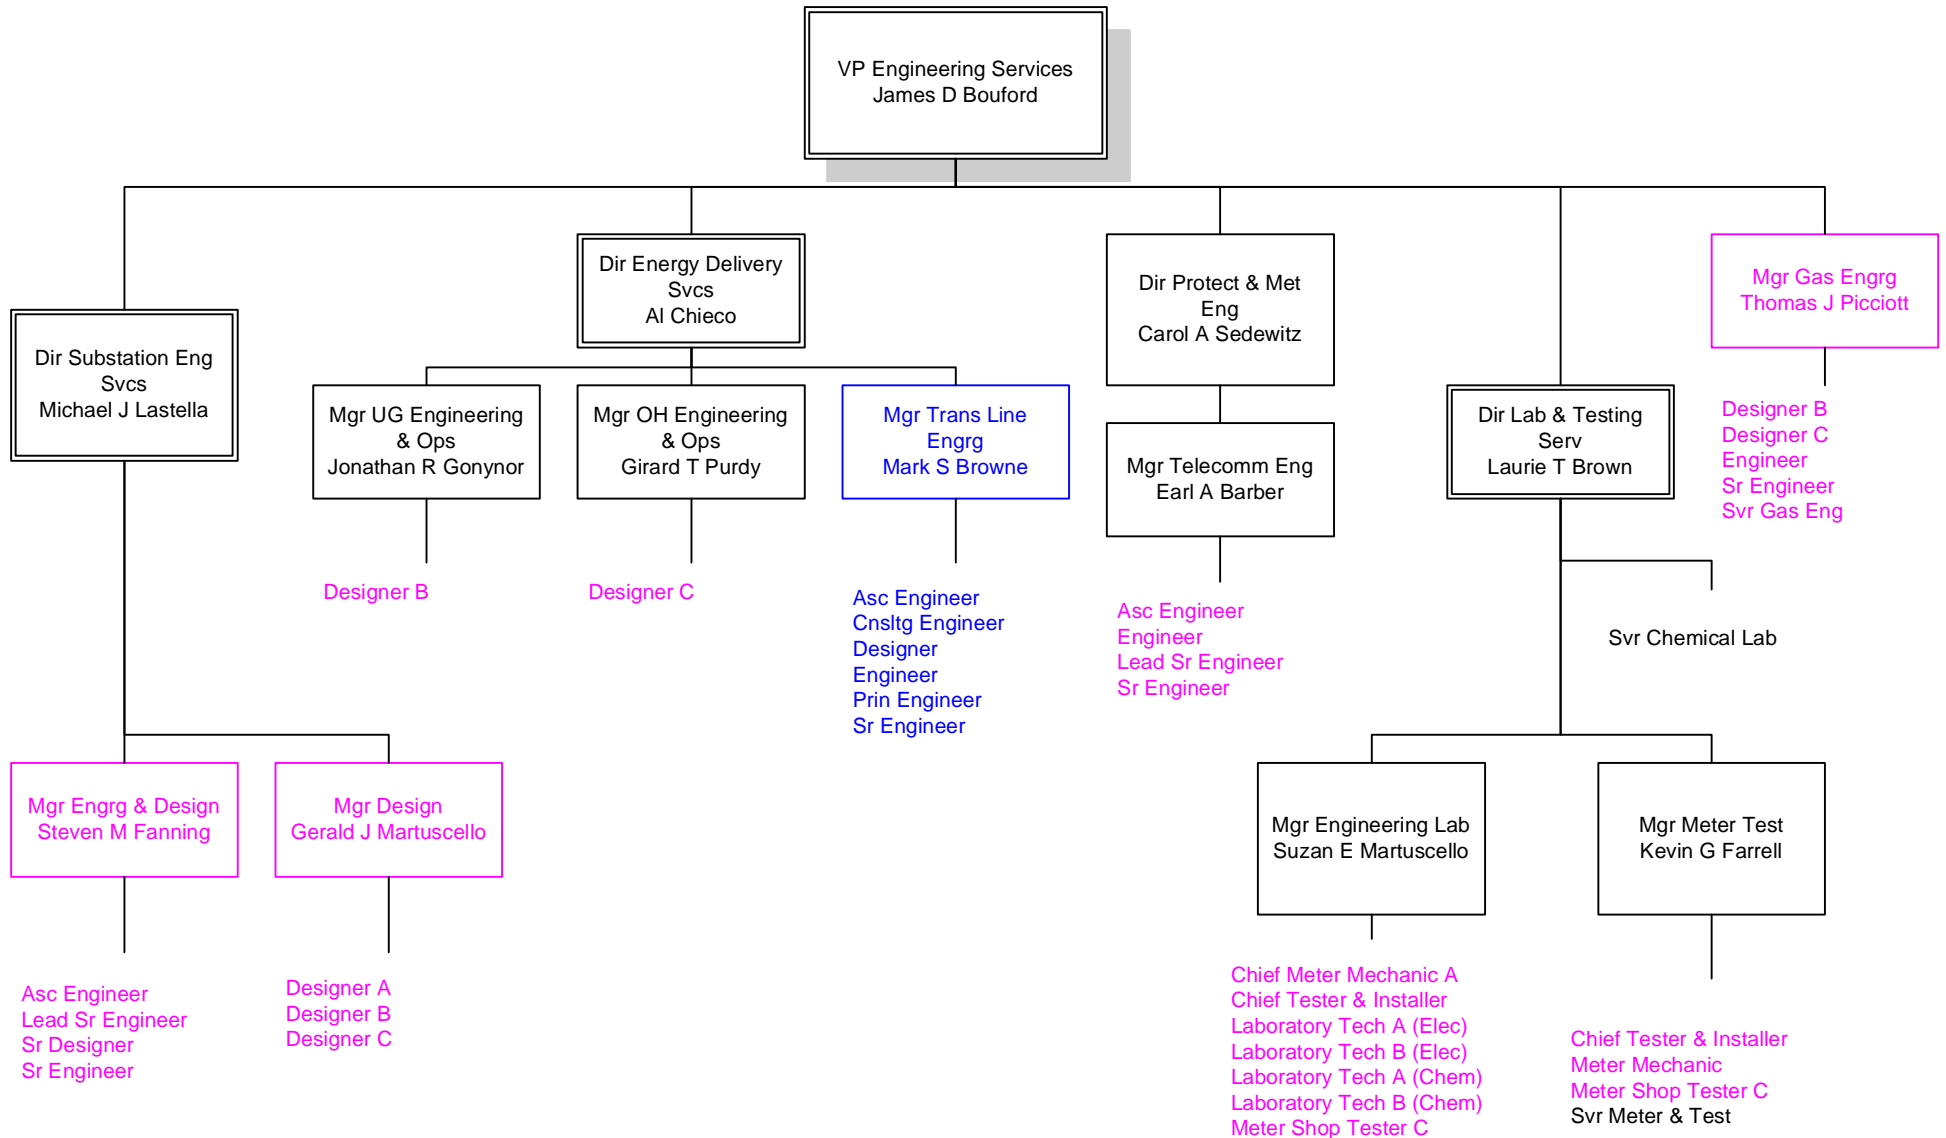 VP Engineering Services
James D Bouford
Dir Substation Eng
Svcs
Michael J Lastella
Dir Energy Delivery
Svcs
Al Chieco
Dir Protect & Met
Eng
Carol A Sedewitz
Dir Lab & Testing
Serv
Laurie T Brown
Mgr Gas Engrg
Thomas J Picciott
Designer B
Designer C
Engineer
Sr Engineer
Svr Gas Eng
Mgr UG Engineering
& Ops
Jonathan R Gonynor
Mgr OH Engineering
& Ops
Girard T Purdy
Mgr Trans Line
Engrg
Mark S Browne
Mgr Telecomm Eng
Earl A Barber
Designer B
Designer C
Asc Engineer
Cnsltg Engineer
Designer
Engineer
Prin Engineer
Sr Engineer
Asc Engineer
Engineer
Lead Sr Engineer
Sr Engineer
Svr Chemical Lab
Mgr Engrg & Design
Steven M Fanning
Mgr Design
Gerald J Martuscello
Mgr Engineering Lab
Suzan E Martuscello
Mgr Meter Test
Kevin G Farrell
Asc Engineer
Lead Sr Engineer
Sr Designer
Sr Engineer
Designer A
Designer B
Designer C
Chief Meter Mechanic A
Chief Tester & Installer
Laboratory Tech A (Elec)
Laboratory Tech B (Elec)
Laboratory Tech A (Chem)
Laboratory Tech B (Chem)
Meter Shop Tester C
Chief Tester & Installer
Meter Mechanic
Meter Shop Tester C
Svr Meter & Test